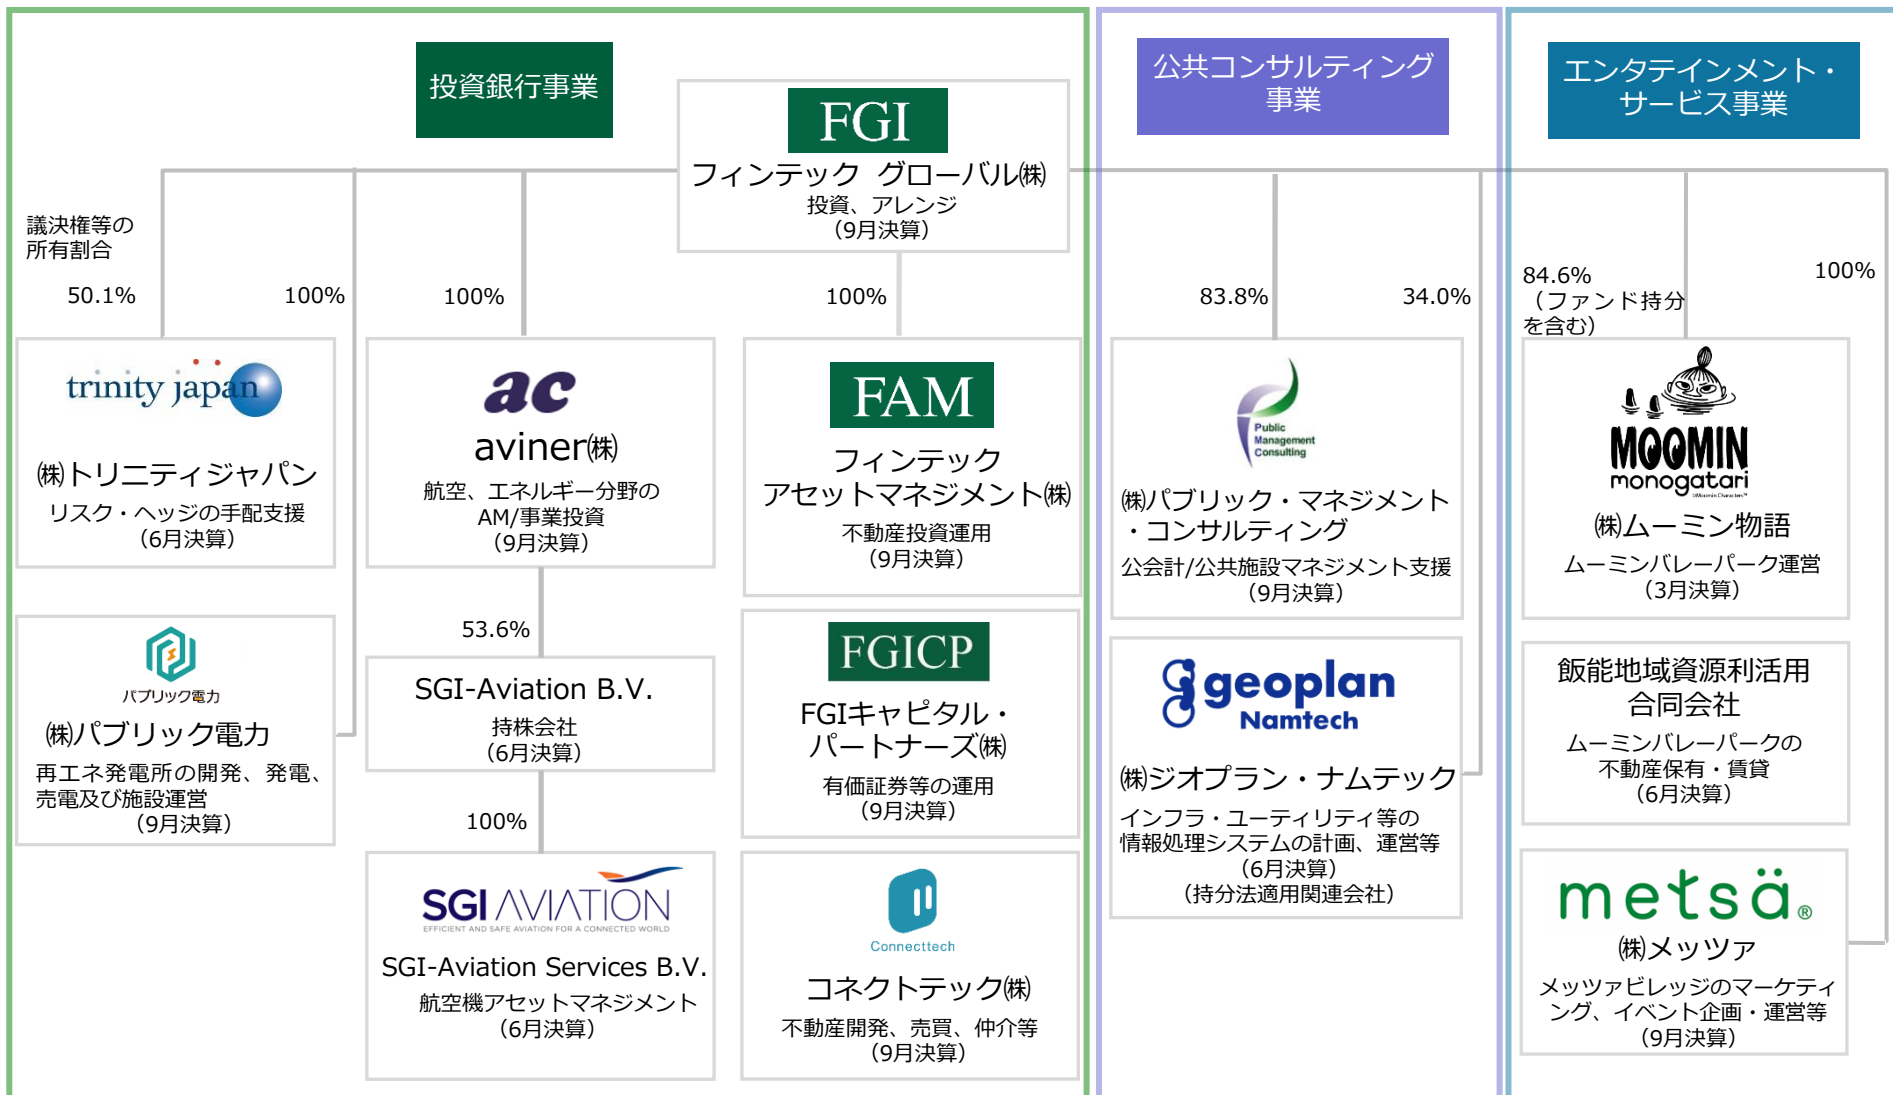 投資銀行事業
FGI
フィンテック グローバル㈱
投資、アレンジ
(9月決算)
公共コンサルティング
事業
エンタテインメント・
サービス事業
議決権等の
所有割合
50.1%
100%
100%
100%
83.8%
34.0%
84.6%
(ファンド持分
を含む)
100%
trinity japan
㈱トリニティジャパン
リスク・ヘッジの手配支援
(6月決算)
パブリック電力
㈱パブリック電力
再エネ発電所の開発、発電、
売電及び施設運営
(9月決算)
ac
aviner㈱
航空、エネルギー分野の
AM/事業投資
(9月決算)
53.6%
SGI-Aviation B.V.
持株会社
(6月決算)
100%
SGI AVIATION
EFFICIENT AND SAFE AVIATION FOR A CONNECTED WORLD
SGI-Aviation Services B.V.
航空機アセットマネジメント
(6月決算)
FAM
フィンテック
アセットマネジメント㈱
不動産投資運用
(9月決算)
FGICP
FGIキャピタル・
パートナーズ㈱
有価証券等の運用
(9月決算)
Connecttech
コネクトテック㈱
不動産開発、売買、仲介等
(9月決算)
Public
Management
Consulting
㈱パブリック・マネジメント
・コンサルティング
公会計/公共施設マネジメント支援
(9月決算)
geoplan
Namtech
㈱ジオプラン・ナムテック
インフラ・ユーティリティ等の
情報処理システムの計画、運営等
(6月決算)
(持分法適用関連会社)
MOOMIN
monogatari
©Moomin Characters™
㈱ムーミン物語
ムーミンバレーパーク運営
(3月決算)
飯能地域資源利活用
合同会社
ムーミンバレーパークの
不動産保有・賃貸
(6月決算)
metsä®
㈱メッツァ
メッツァビレッジのマーケティ
ング、イベント企画・運営等
(9月決算)